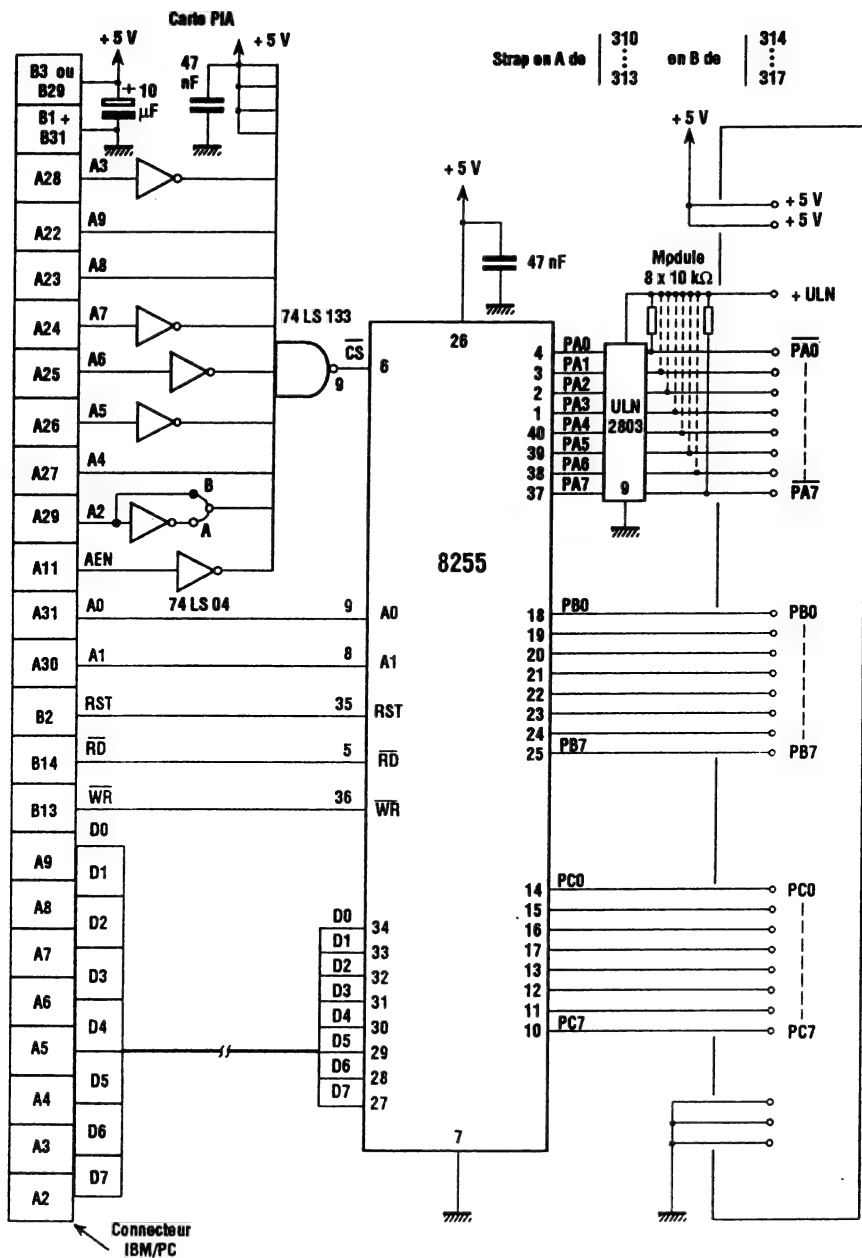 Carte PIA
+ 5 V
+ 5 V
Strap en A de 310 313 en B de 314 317
B3 ou B29
+ 10 µF
47 nF
B1 + B31
A28 A3
A22 A9
A23 A8
A24 A7
A25 A6
A26 A5
A27 A4
A29 A2
B
A
A11 AEN
74 LS 04
74 LS 133
CS
9
6
A31 A0 9 A0
A30 A1 8 A1
B2 RST 35 RST
B14 RD 5 RD
B13 WR 36 WR
D0
A9 D1
A8 D2
A7 D3
A6 D4
A5 D5
A4 D6
A3 D7
A2
Connecteur IBM/PC
D0 34
D1 33
D2 32
D3 31
D4 30
D5 29
D6 28
D7 27
+ 5 V
47 nF
26
8255
7
+ 5 V
+ 5 V
+ 5 V
Module
8 x 10 kΩ
+ ULN
4 PA0
3 PA1
2 PA2
1 PA3
40 PA4
39 PA5
38 PA6
37 PA7
ULN 2803
9
PA0
PA7
18 PB0 PB0
19
20
21
22
23
24
25 PB7 PB7
14 PC0 PC0
15
16
17
13
12
11
10 PC7 PC7